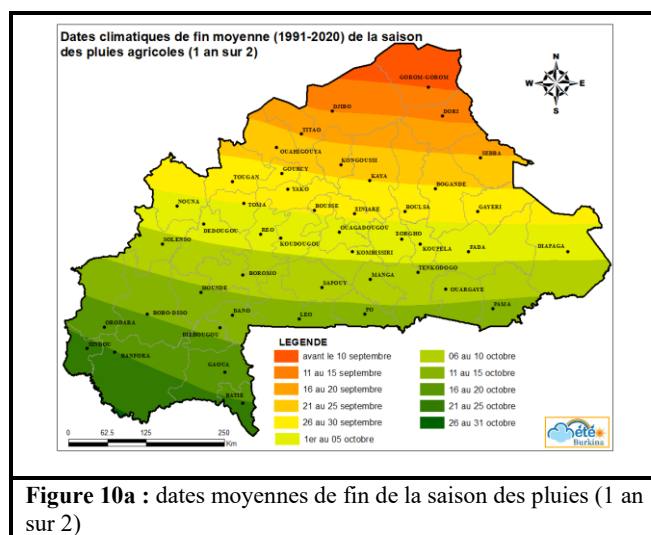 Dates climatiques de fin moyenne (1991-2020) de la saison
des pluies agricoles (1 an sur 2)
N
W E
S
GOROM-GOROM
DJIBO
DORI
TITAO
OUAHIGOUYA
KONGOUSSI
SEBBA
GOURCY
TOUGAN
KAYA
YAKO
BOGANDE
NOUNA
TOMA
BOUSSE
ZINIARE
BOULSA
GAYERI
DEDOUGOU
REO
OUAGADOUGOU
SOLENSO
KOUDOUGOU
ZORGHO
KOUPELA
FADA
DIAPAGA
KOMBISSIRI
BOROMO
TENKODOGO
MANGA
HOUNDE
SAPOUY
OUARGAYE
BOBO-DSSO
DANO
LEO
PO
PAMA
ORODARA
DIEBOUGOU
SINDOU
BANFORA
GAOUA
BATIE
LEGENDE
avant le 10 septembre
11 au 15 septembre
16 au 20 septembre
21 au 25 septembre
26 au 30 septembre
1er au 05 octobre
06 au 10 octobre
11 au 15 octobre
16 au 20 octobre
21 au 25 octobre
26 au 31 octobre
0 62.5 125 250
Km
météo
Burkina
Figure 10a : dates moyennes de fin de la saison des pluies (1 an
sur 2)